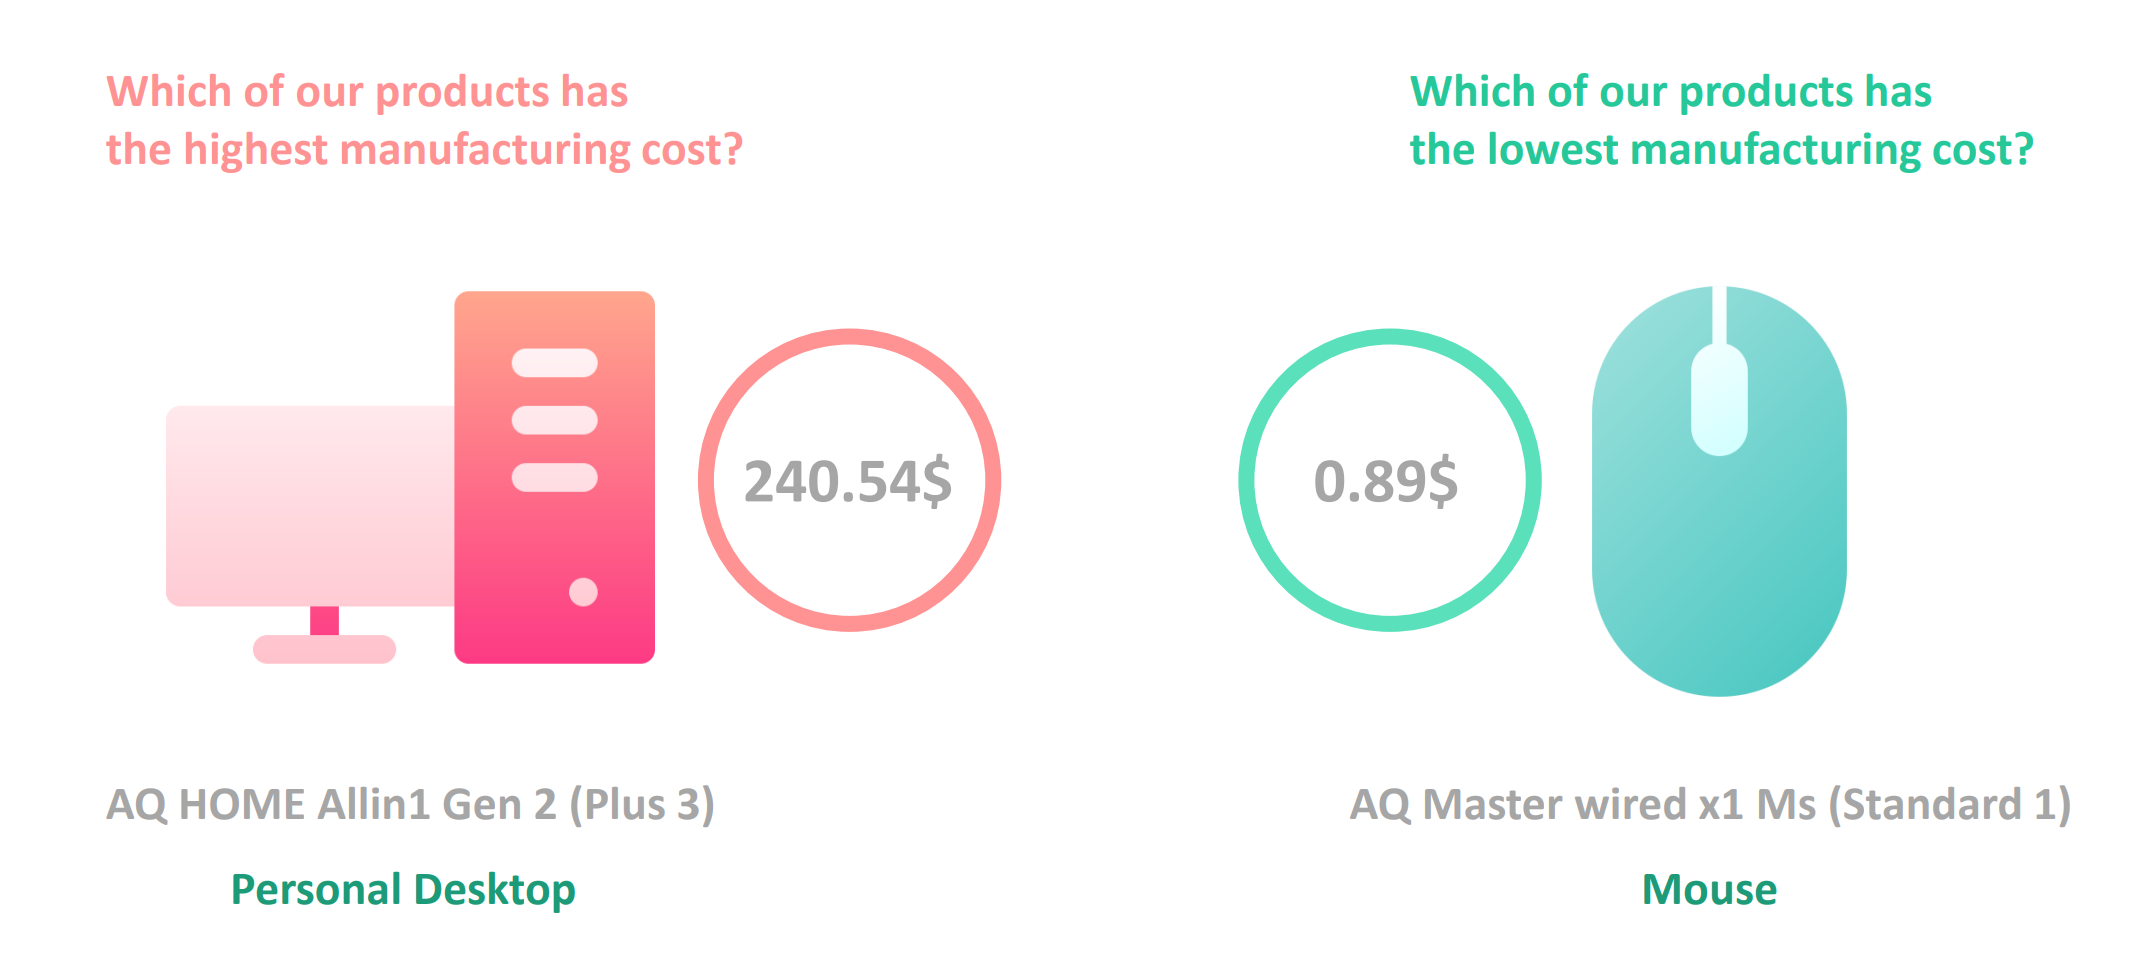 Which of our products has
the highest manufacturing cost?
240.54$
AQ HOME Allin1 Gen 2 (Plus 3)
Personal Desktop
Which of our products has
the lowest manufacturing cost?
0.89$
AQ Master wired x1 Ms (Standard 1)
Mouse